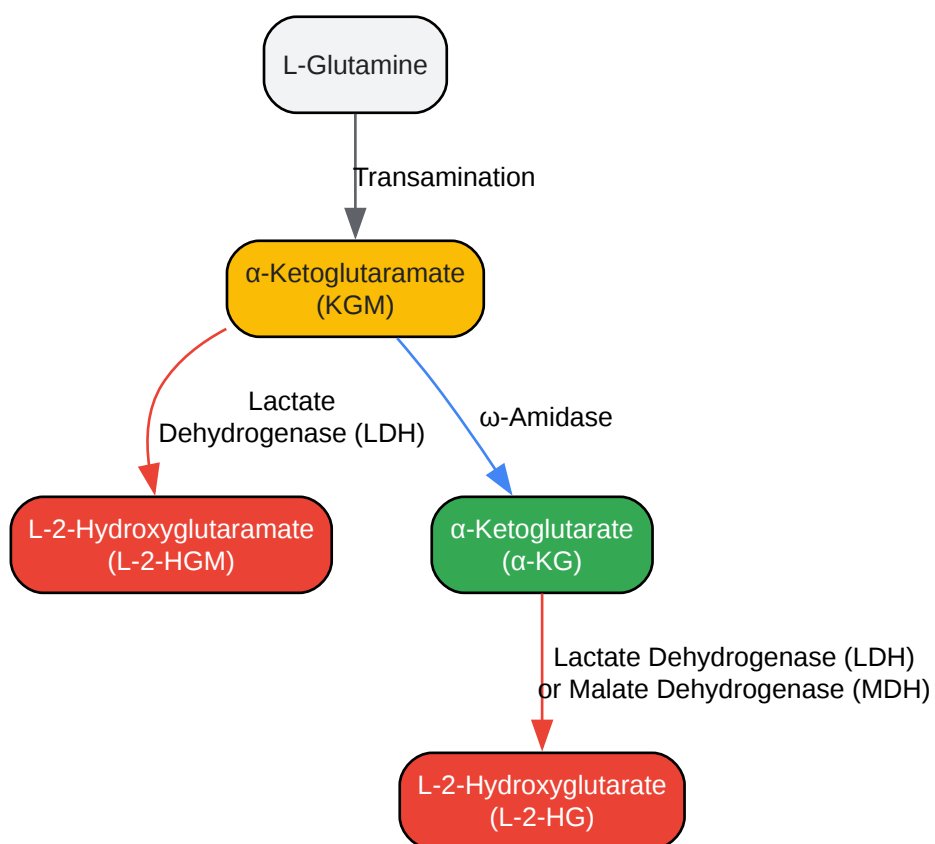 L-Glutamine
Transamination
α-Ketoglutaramate
(KGM)
Lactate
Dehydrogenase (LDH)
ω-Amidase
L-2-Hydroxyglutaramate
(L-2-HGM)
α-Ketoglutarate
(α-KG)
Lactate Dehydrogenase (LDH)
or Malate Dehydrogenase (MDH)
L-2-Hydroxyglutarate
(L-2-HG)